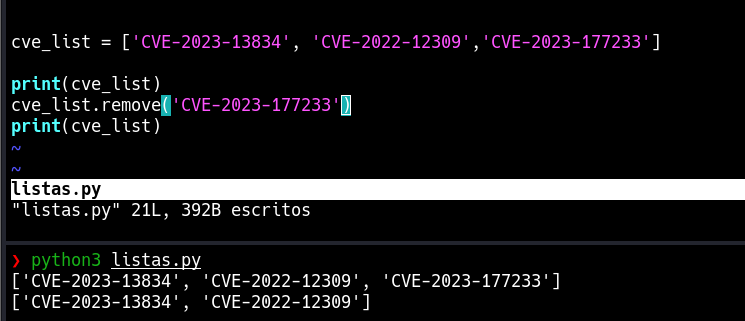 cve_list = ['CVE-2023-13834', 'CVE-2022-12309','CVE-2023-177233']
print(cve_list)
cve_list.remove('CVE-2023-177233')
print(cve_list)
~
~
listas.py
"listas.py" 21L, 392B escritos
❯ python3 listas.py
['CVE-2023-13834', 'CVE-2022-12309', 'CVE-2023-177233']
['CVE-2023-13834', 'CVE-2022-12309']